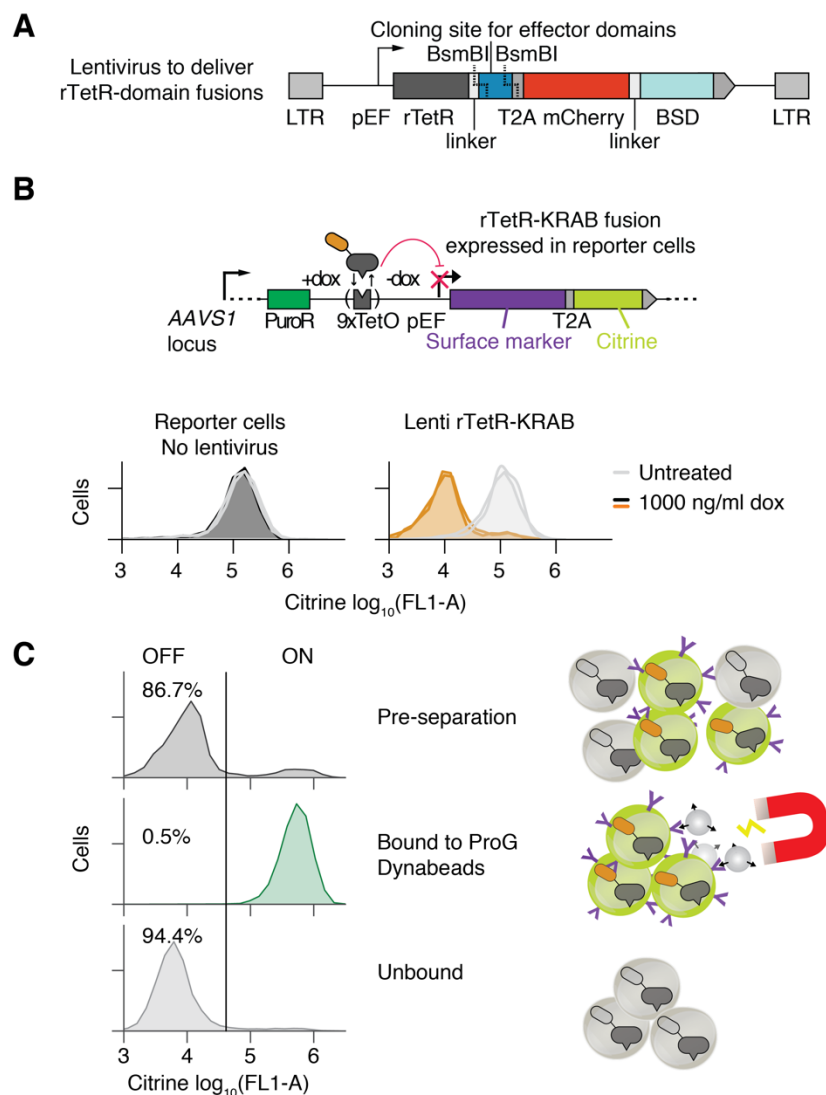 A
Cloning site for effector domains
BsmBI BsmBI
Lentivirus to deliver
rTetR-domain fusions
LTR
pEF
rTetR
T2A mCherry
BSD
LTR
linker
linker
B
rTetR-KRAB fusion
expressed in reporter cells
+dox
-dox
AAVS1
locus
PuroR
( )
9xTetO
pEF
T2A
Surface marker
Citrine
Reporter cells
No lentivirus
Lenti rTetR-KRAB
Cells
Untreated
1000 ng/ml dox
3 4 5 6
3 4 5 6
Citrine log10(FL1-A)
C
OFF
ON
86.7%
Pre-separation
Cells
0.5%
Bound to ProG
Dynabeads
94.4%
Unbound
3 4 5 6
Citrine log10(FL1-A)